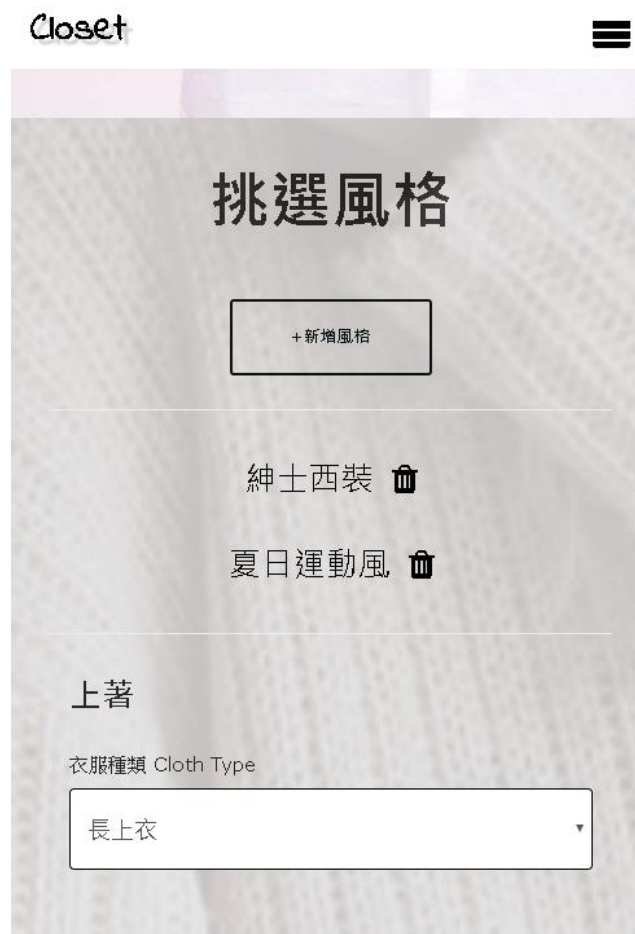 Closet
挑選風格
+新增風格
紳士西裝
夏日運動風
上著
衣服種類 Cloth Type
長上衣